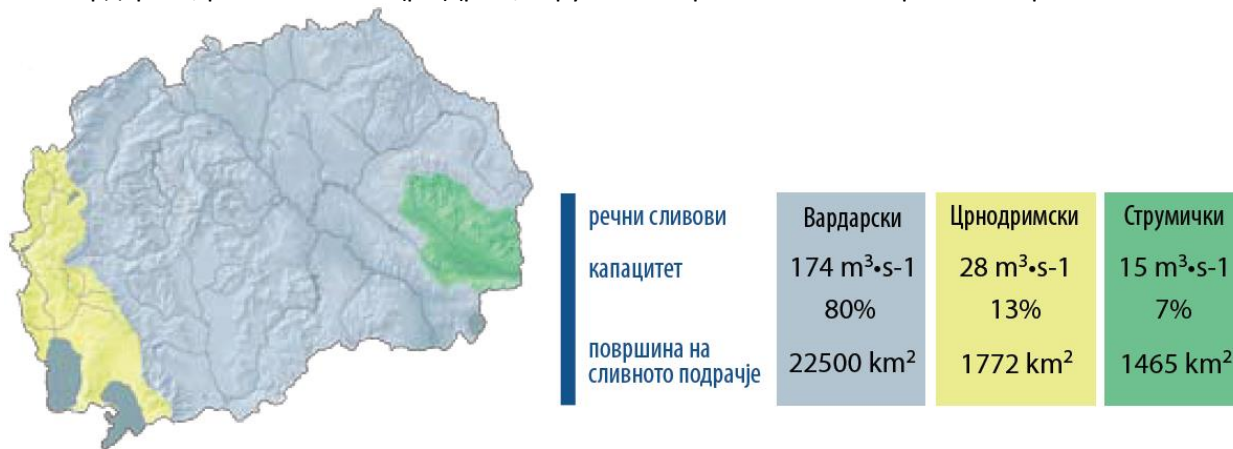 речни сливови Вардарски Црнодримски Струмички
капацитет 174 m³•s-1 28 m³•s-1 15 m³•s-1
80% 13% 7%
површина на
сливното подрачје 22500 km² 1772 km² 1465 km²